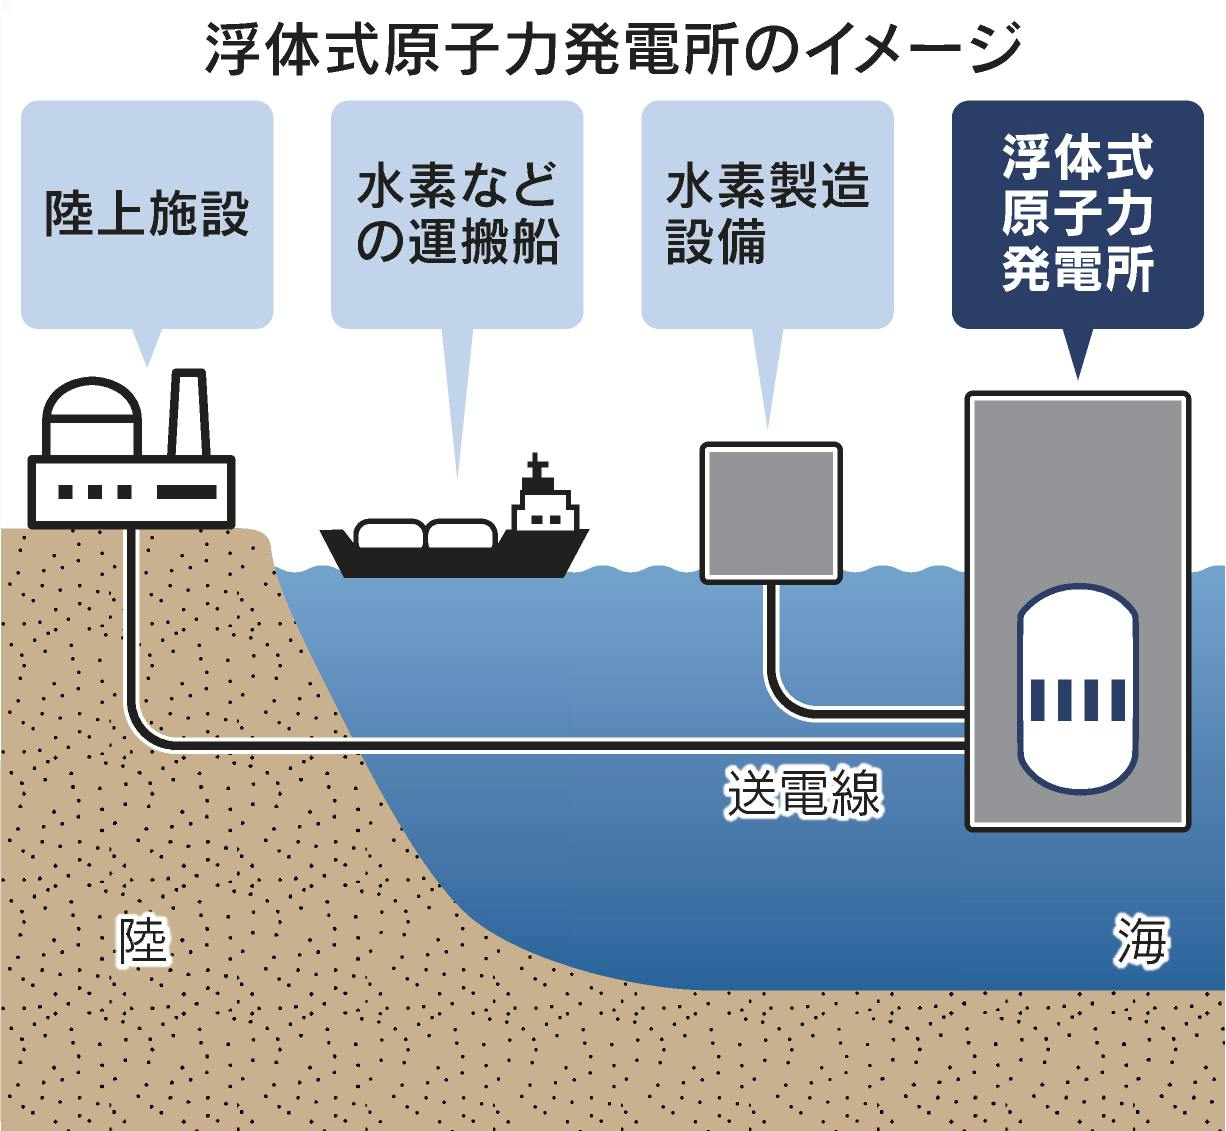 浮体式原子力発電所のイメージ
陸上施設
水素など
の運搬船
水素製造
設備
浮体式
原子力
発電所
送電線
陸
海